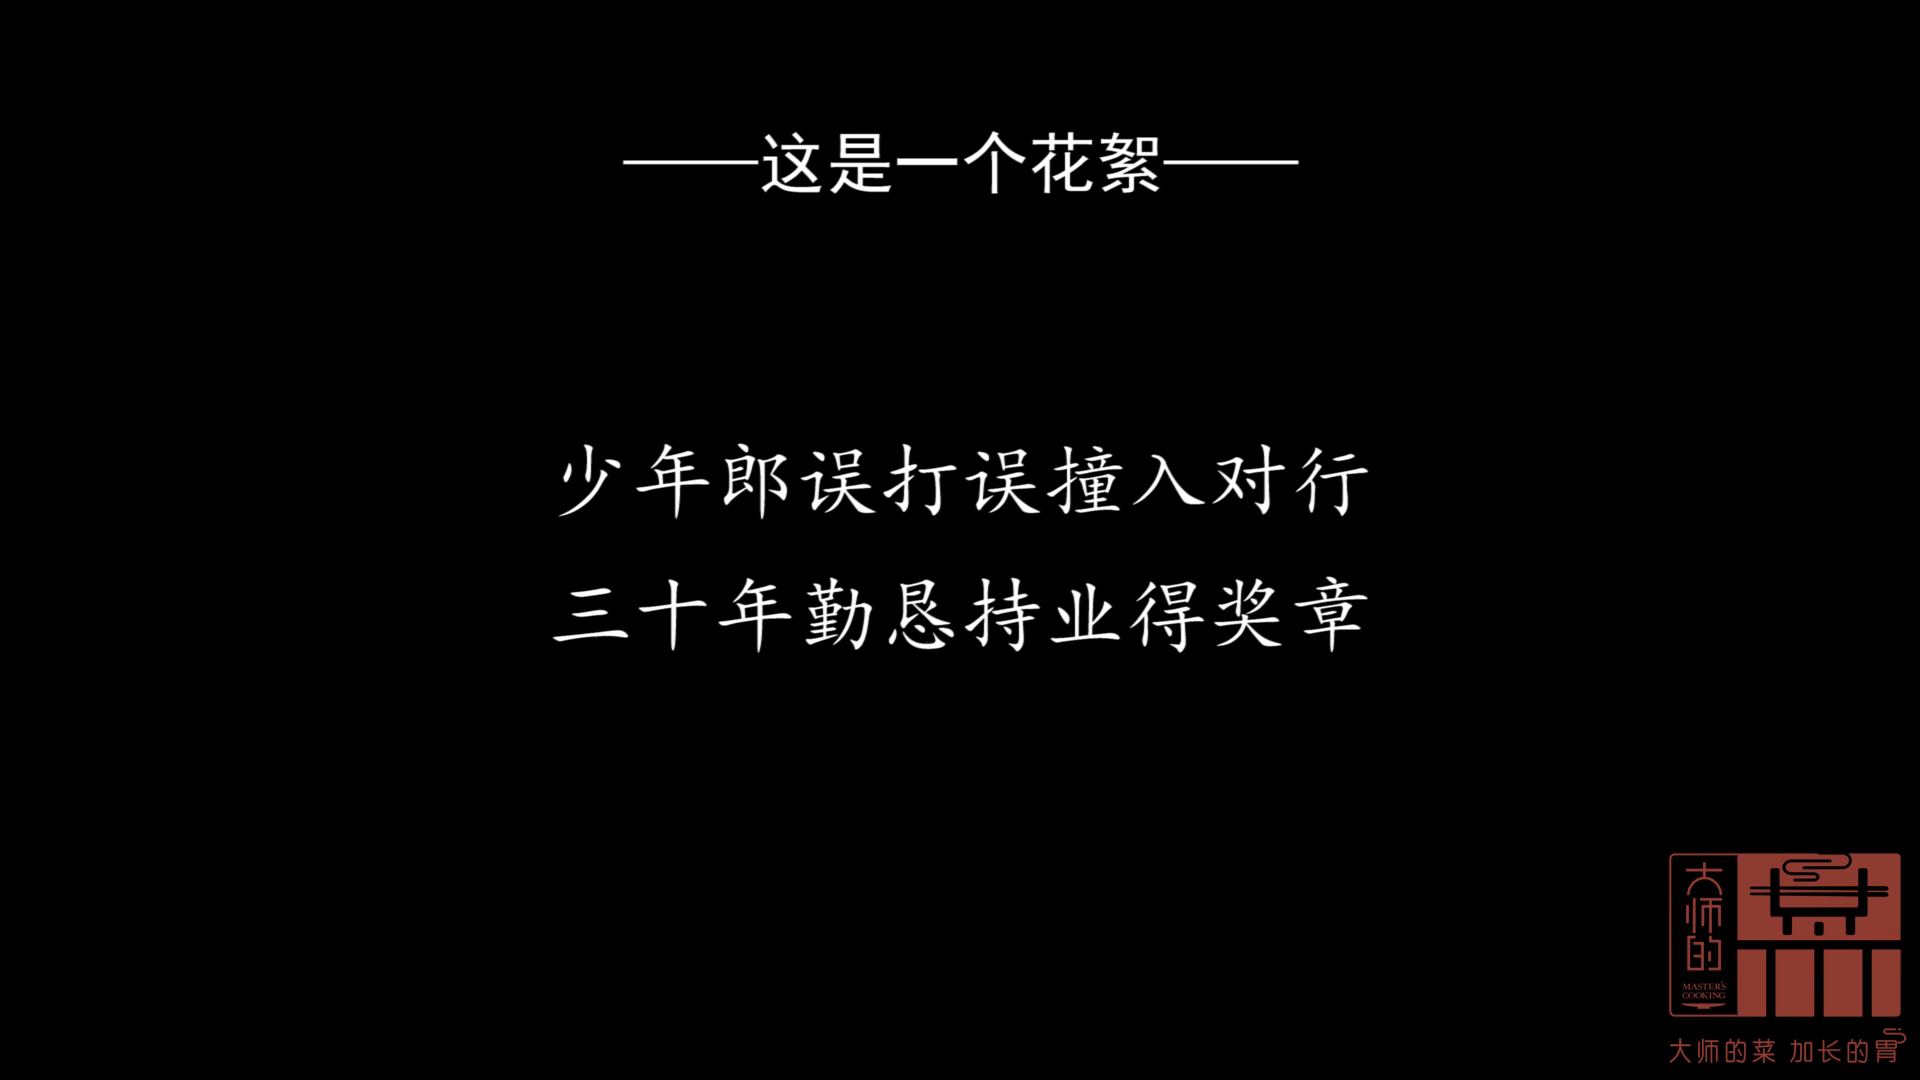 ——这是一个花絮——
少年郎误打误撞入对行
三十年勤恳持业得奖章
大师的
MASTER'S
COOKING
大师的菜 加长的胃